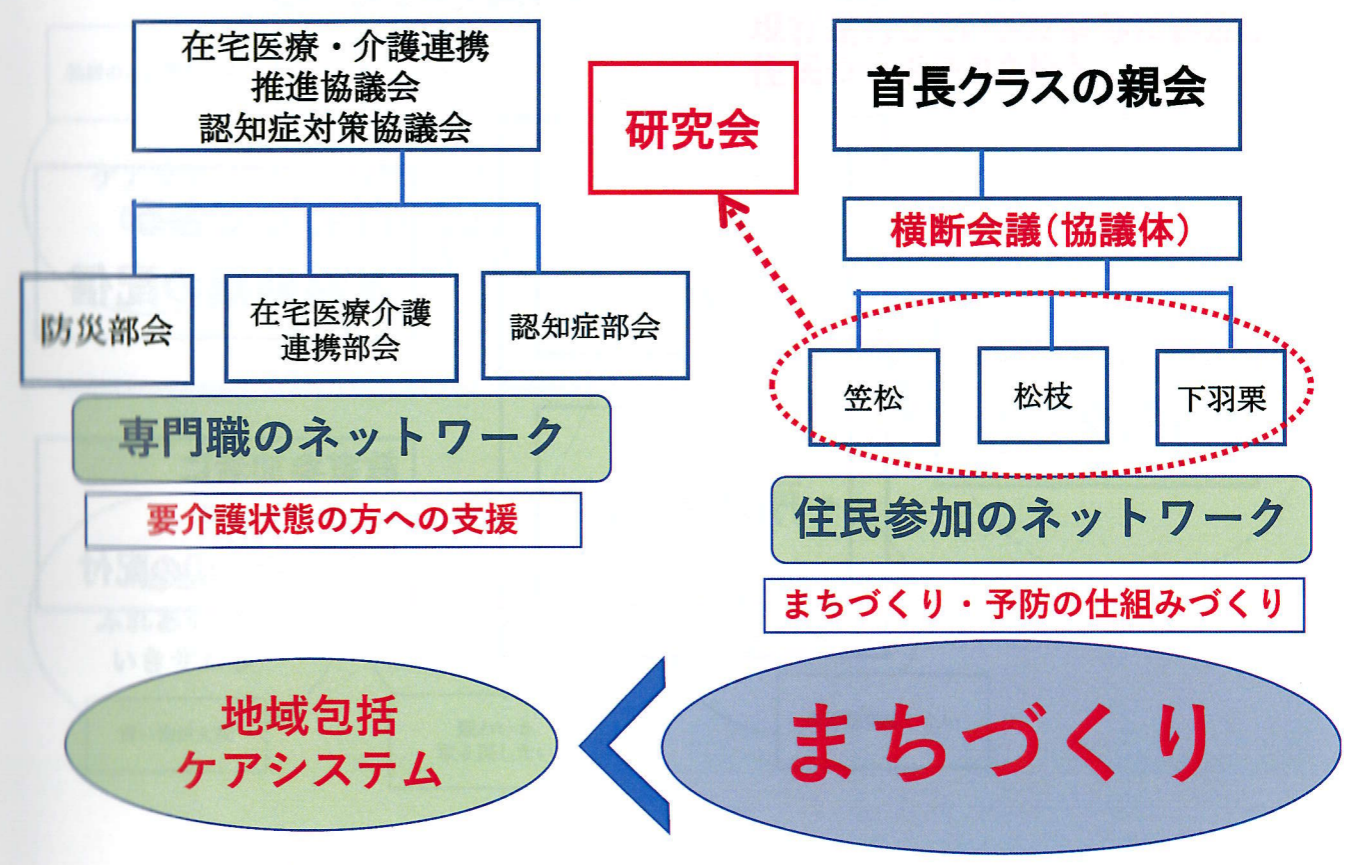 在宅医療・介護連携
推進協議会
認知症対策協議会
防災部会
在宅医療介護
連携部会
認知症部会
専門職のネットワーク
要介護状態の方への支援
研究会
首長クラスの親会
横断会議(協議体)
笠松
松枝
下羽栗
住民参加のネットワーク
まちづくり・予防の仕組みづくり
地域包括
ケアシステム
<
まちづくり